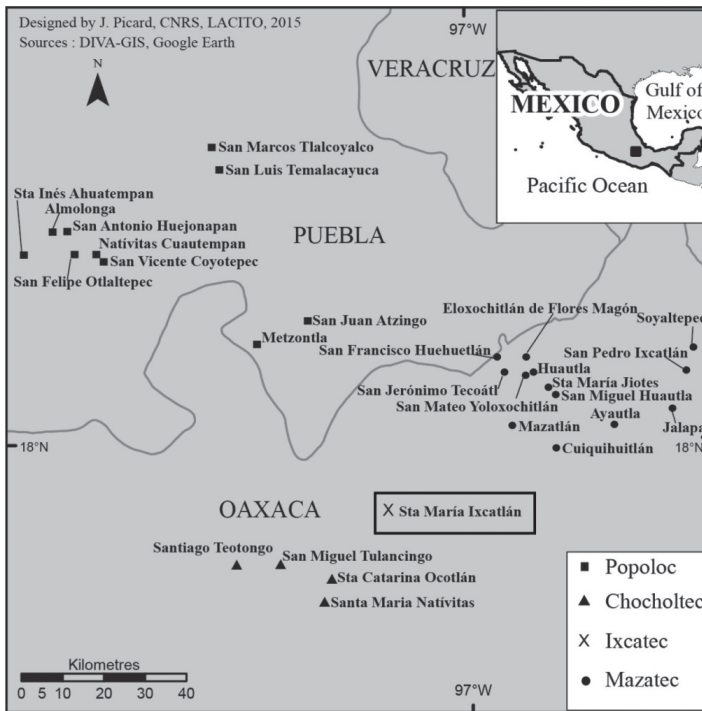 Designed by J. Picard, CNRS, LACITO, 2015
Sources : DIVA-GIS, Google Earth
N
97°W
VERACRUZ
Gulf of
Mexico
MEXICO
Pacific Ocean
San Marcos Tlalcoyalco
San Luis Temalacayuca
Sta Inés Ahuatempan
Almolonga
San Antonio Huejonapan
Natívitas Cuautempan
San Vicente Coyotepec
San Felipe Otlaltepec
PUEBLA
San Juan Atzingo
Metzontla
Eloxochitlán de Flores Magón
Soyaltepec
San Francisco Huehuetlán
Huautla
San Pedro Ixcatlán
San Jerónimo Tecoátl
Sta María Jiotes
San Miguel Huautla
San Mateo Yoloxochitlán
Ayautla
Mazatlán
Jalapa
18°N
18°N
Cuiquihuitlán
OAXACA
Sta María Ixcatlán
Santiago Teotongo
San Miguel Tulancingo
Sta Catarina Ocotlán
Santa Maria Natívitas
Popoloc
Chocholtec
Ixcatec
Mazatec
Kilometres
0 5 10 20 30 40
97°W